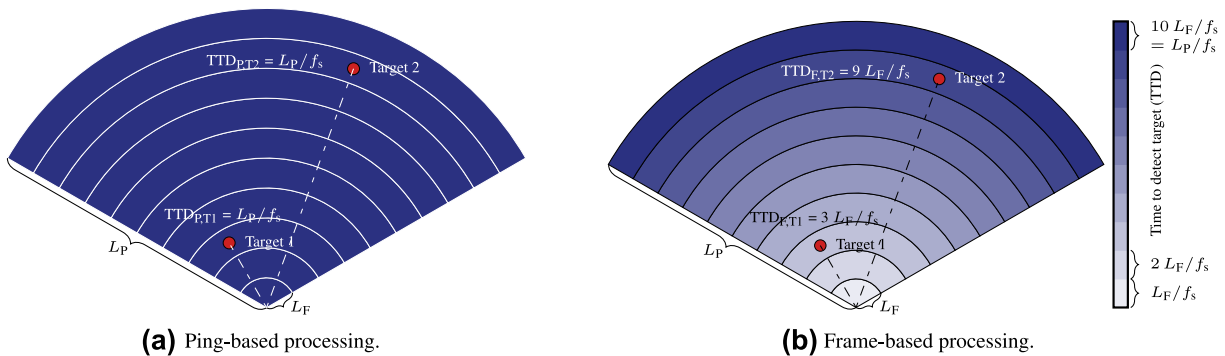 TTD_P,T2 = L_P/f_s
Target 2
TTD_P,T1 = L_P/f_s
Target 1
L_P
L_F
(a) Ping-based processing.
TTD_F,T2 = 9 L_F/f_s
Target 2
TTD_F,T1 = 3 L_F/f_s
Target 1
L_P
L_F
(b) Frame-based processing.
10 L_F/f_s
= L_P/f_s
Time to detect target (TTD)
2 L_F/f_s
L_F/f_s